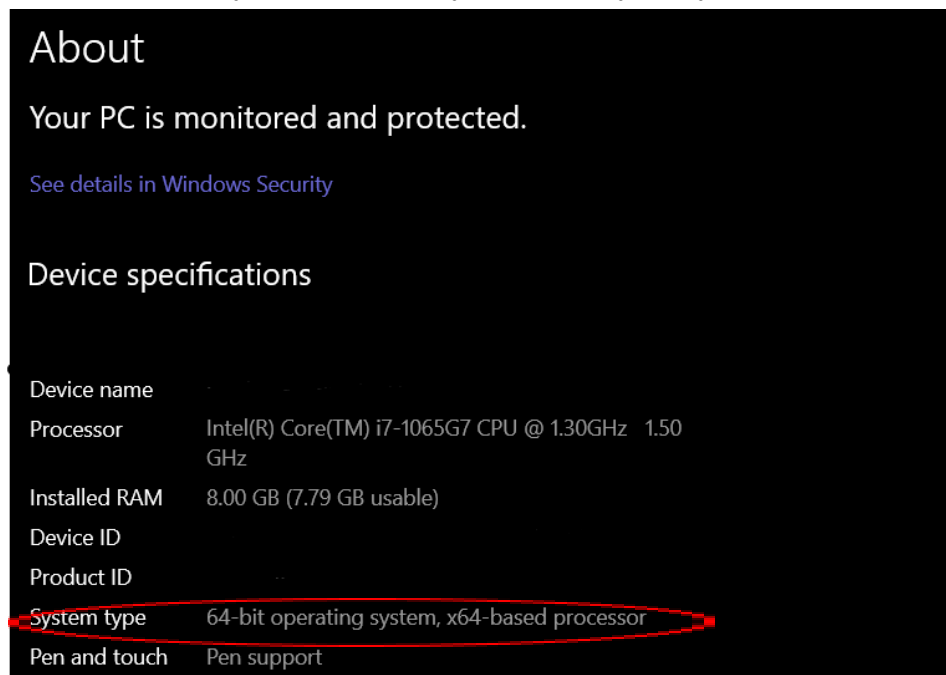 About
Your PC is monitored and protected.
See details in Windows Security
Device specifications
Device name
Processor Intel(R) Core(TM) i7-1065G7 CPU @ 1.30GHz 1.50
GHz
Installed RAM 8.00 GB (7.79 GB usable)
Device ID
Product ID
System type 64-bit operating system, x64-based processor
Pen and touch Pen support